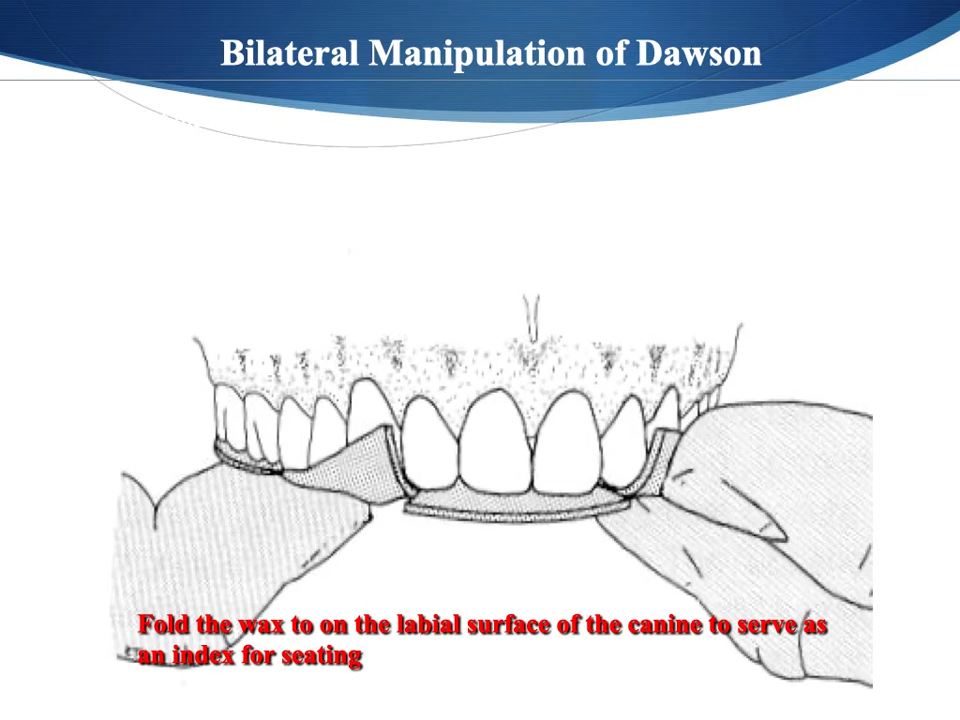 Bilateral Manipulation of Dawson
Fold the wax to on the labial surface of the canine to serve as
an index for seating